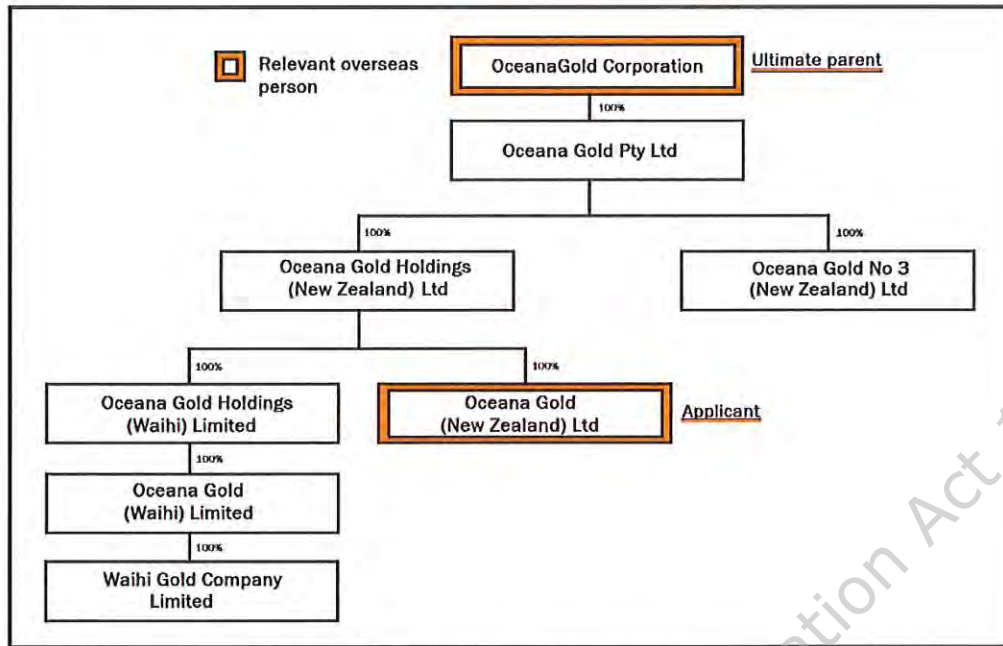 Relevant overseas
person
OceanaGold Corporation
Ultimate parent
100%
Oceana Gold Pty Ltd
100%
100%
Oceana Gold Holdings
(New Zealand) Ltd
Oceana Gold No 3
(New Zealand) Ltd
100%
100%
Oceana Gold Holdings
(Waihi) Limited
Oceana Gold
(New Zealand) Ltd
Applicant
100%
Oceana Gold
(Waihi) Limited
100%
Waihi Gold Company
Limited
Act